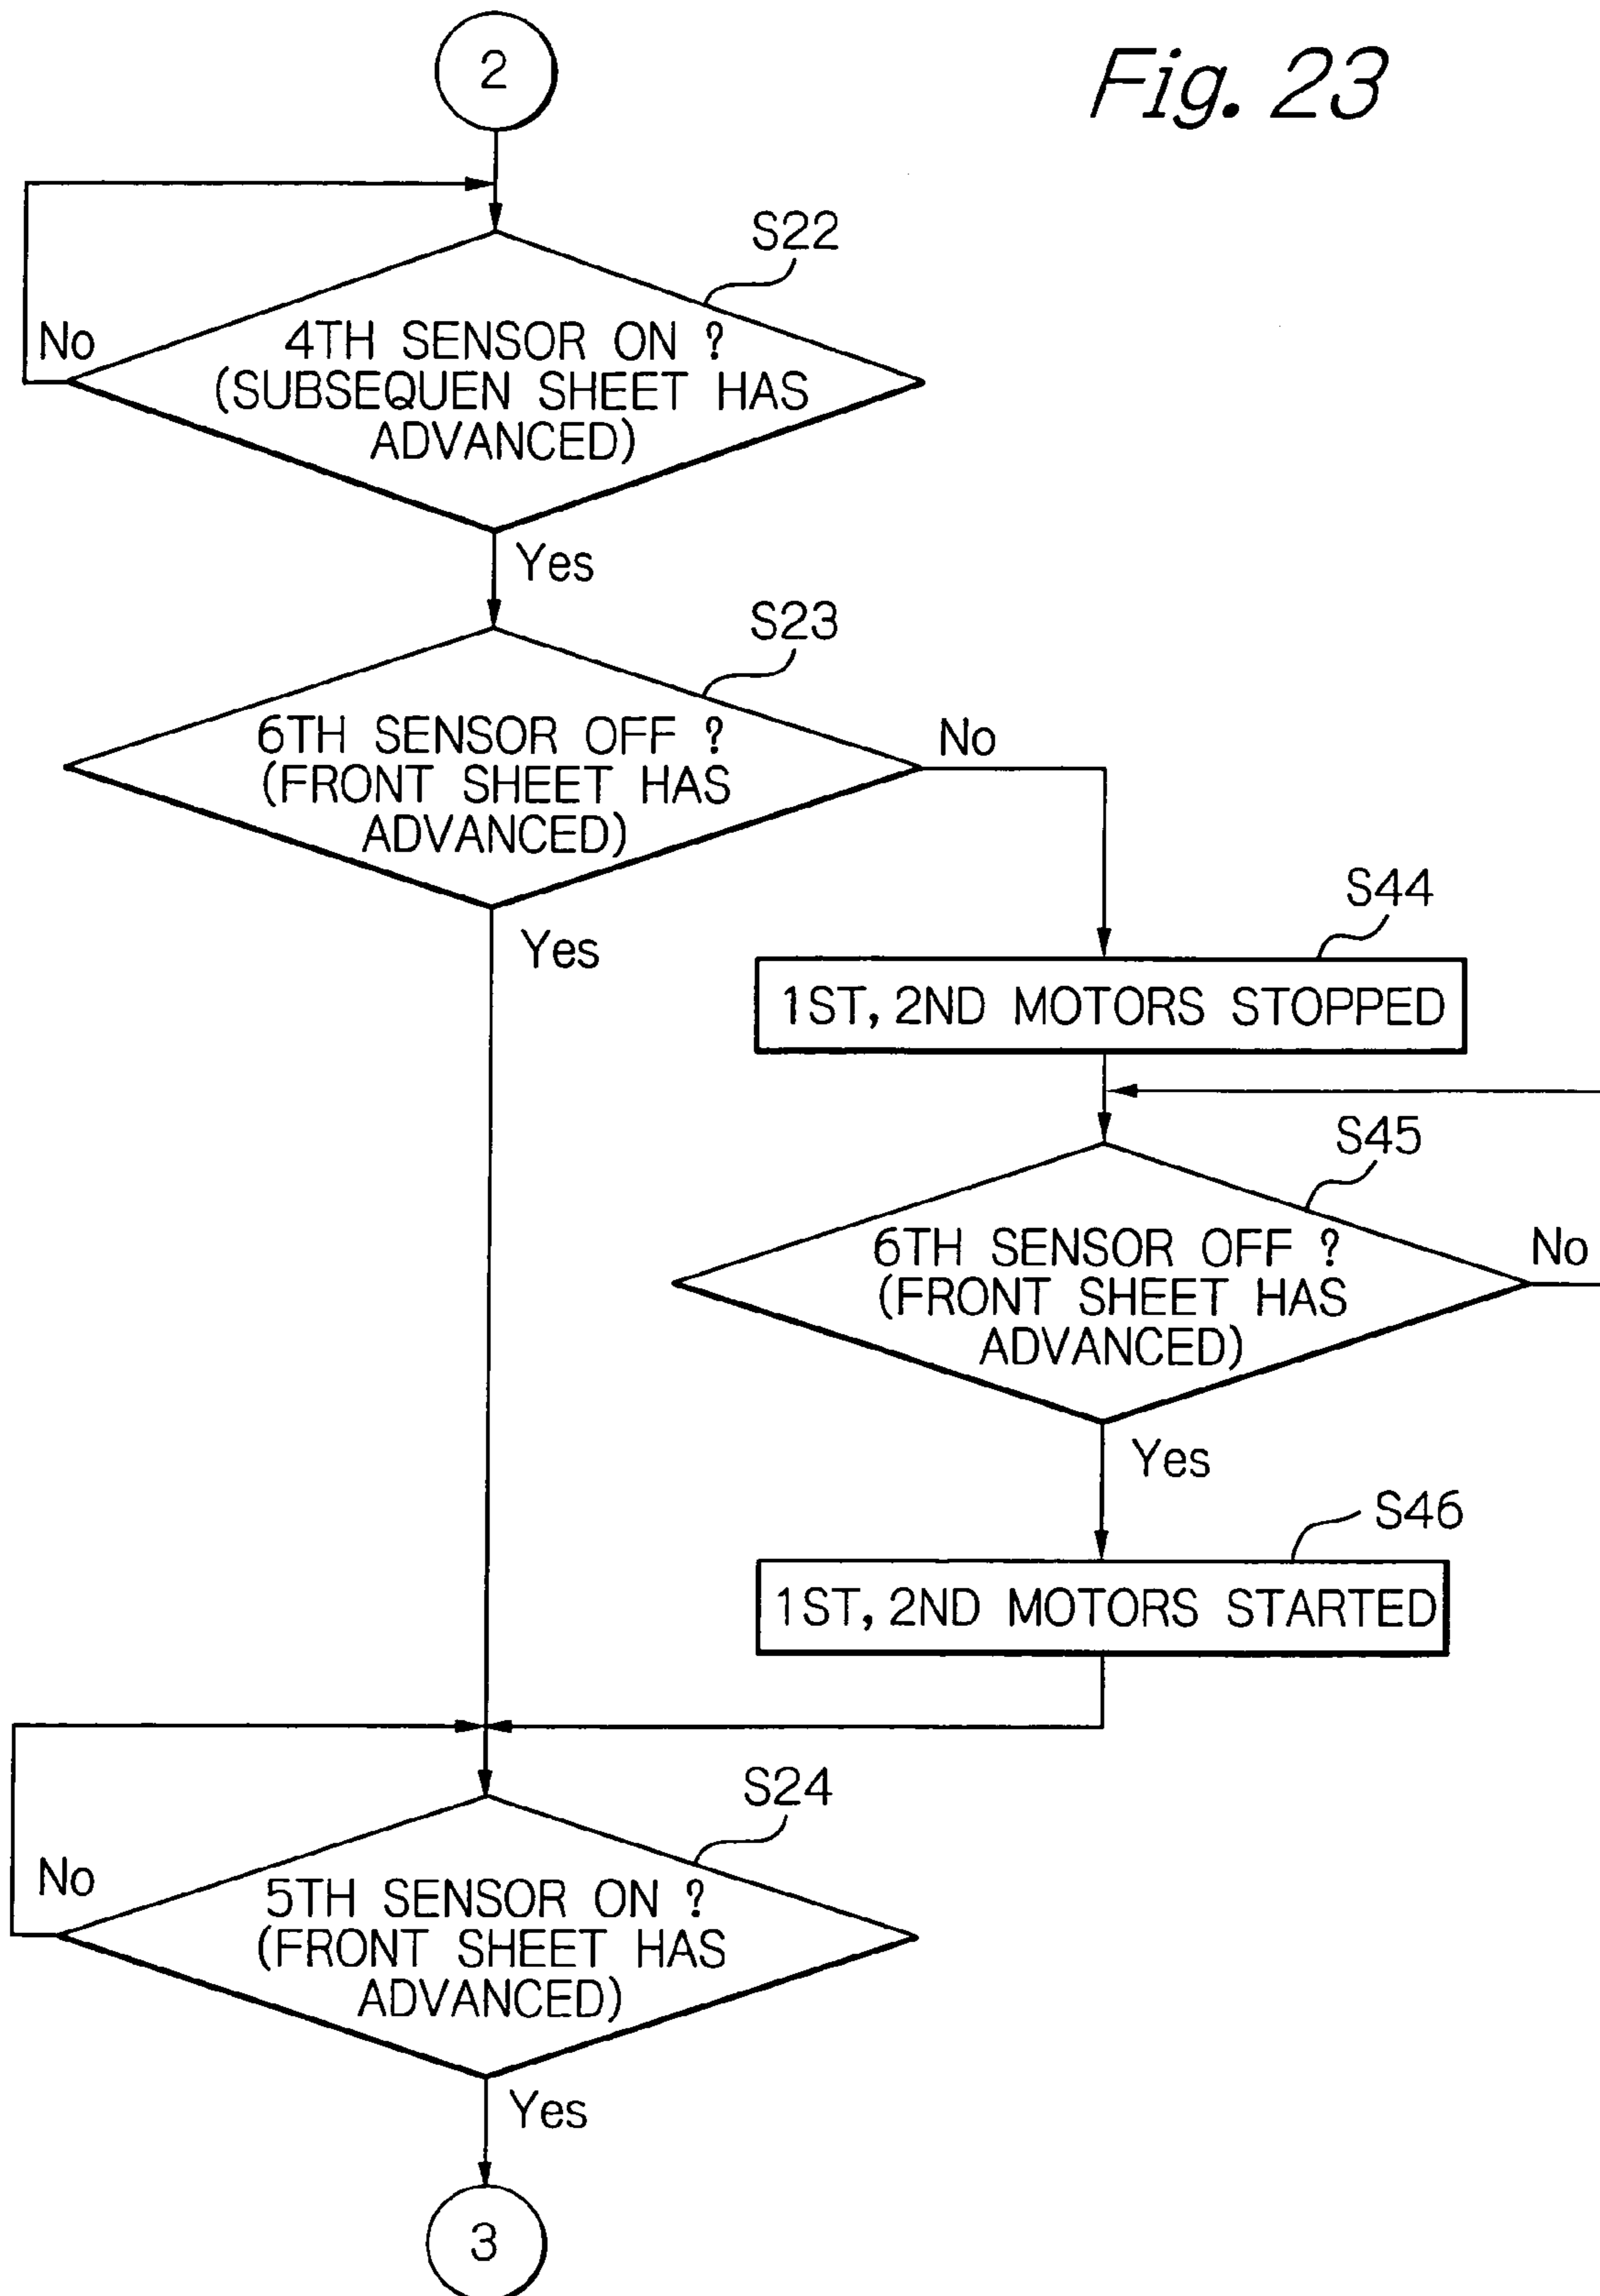 Fig. 23
2
S22
No
4TH SENSOR ON ?
(SUBSEQUEN SHEET HAS
ADVANCED)
Yes
S23
6TH SENSOR OFF ?
(FRONT SHEET HAS
ADVANCED)
No
Yes
S44
1ST, 2ND MOTORS STOPPED
S45
6TH SENSOR OFF ?
(FRONT SHEET HAS
ADVANCED)
No
Yes
S46
1ST, 2ND MOTORS STARTED
S24
No
5TH SENSOR ON ?
(FRONT SHEET HAS
ADVANCED)
Yes
3